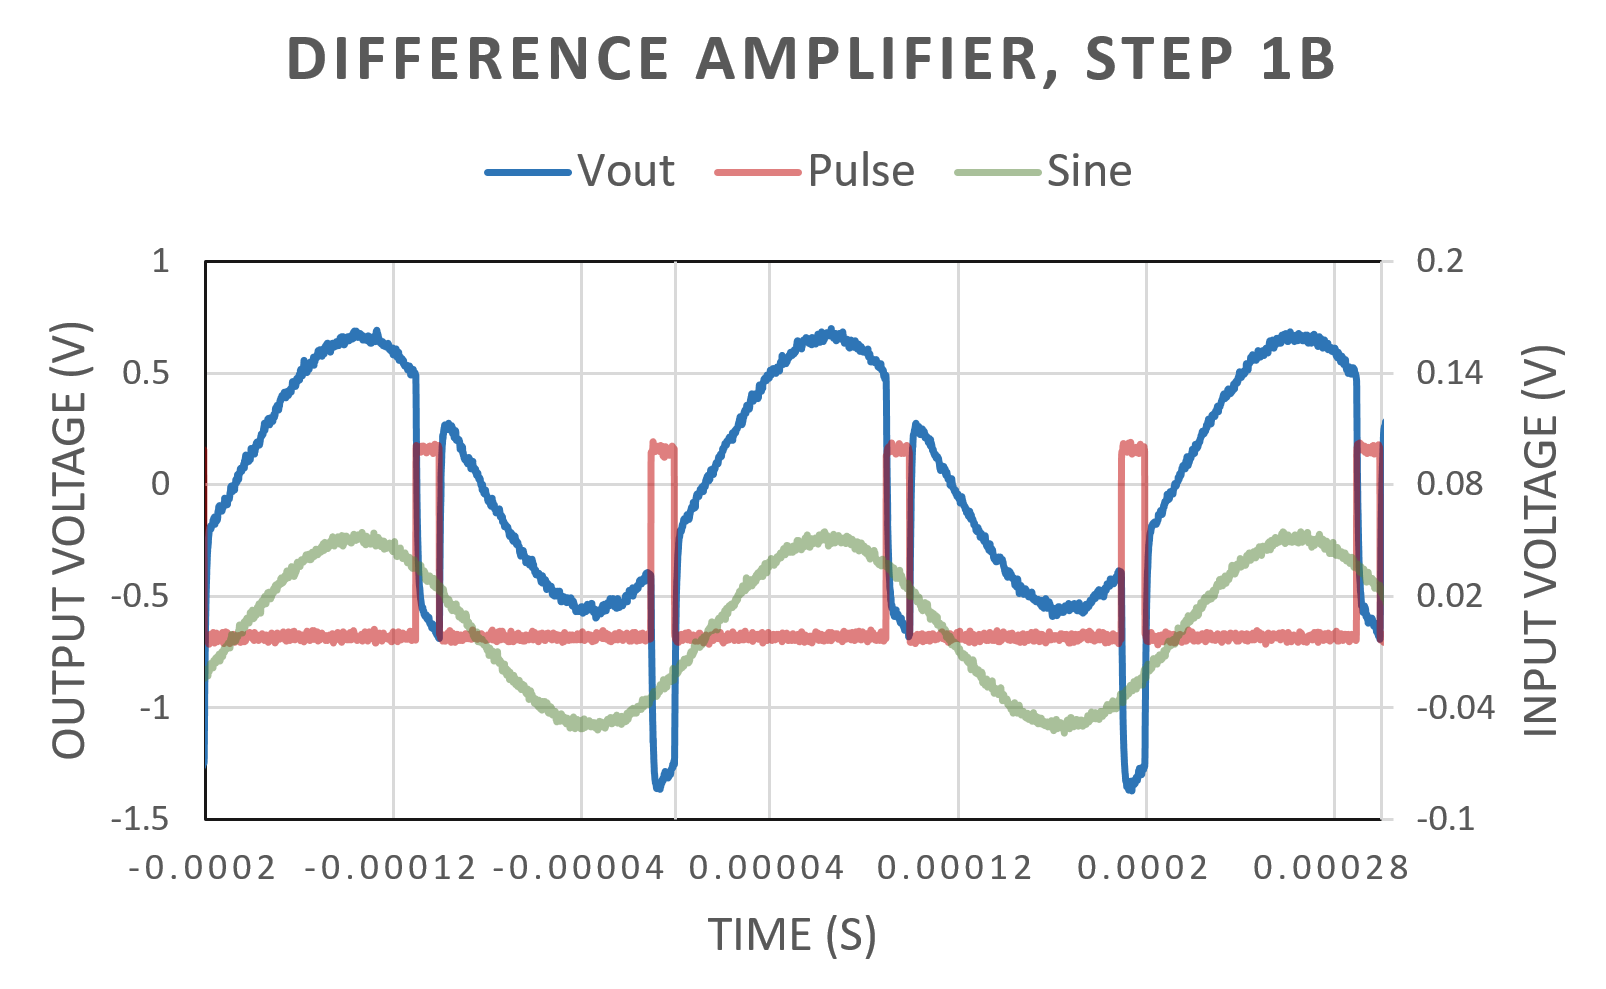 DIFFERENCE AMPLIFIER, STEP 1B
Vout Pulse Sine
OUTPUT VOLTAGE (V)
1
0.5
0
-0.5
-1
-1.5
0.2
0.14
0.08
0.02
-0.04
-0.1
INPUT VOLTAGE (V)
-0.0002 -0.00012 -0.00004 0.00004 0.00012 0.0002 0.00028
TIME (S)